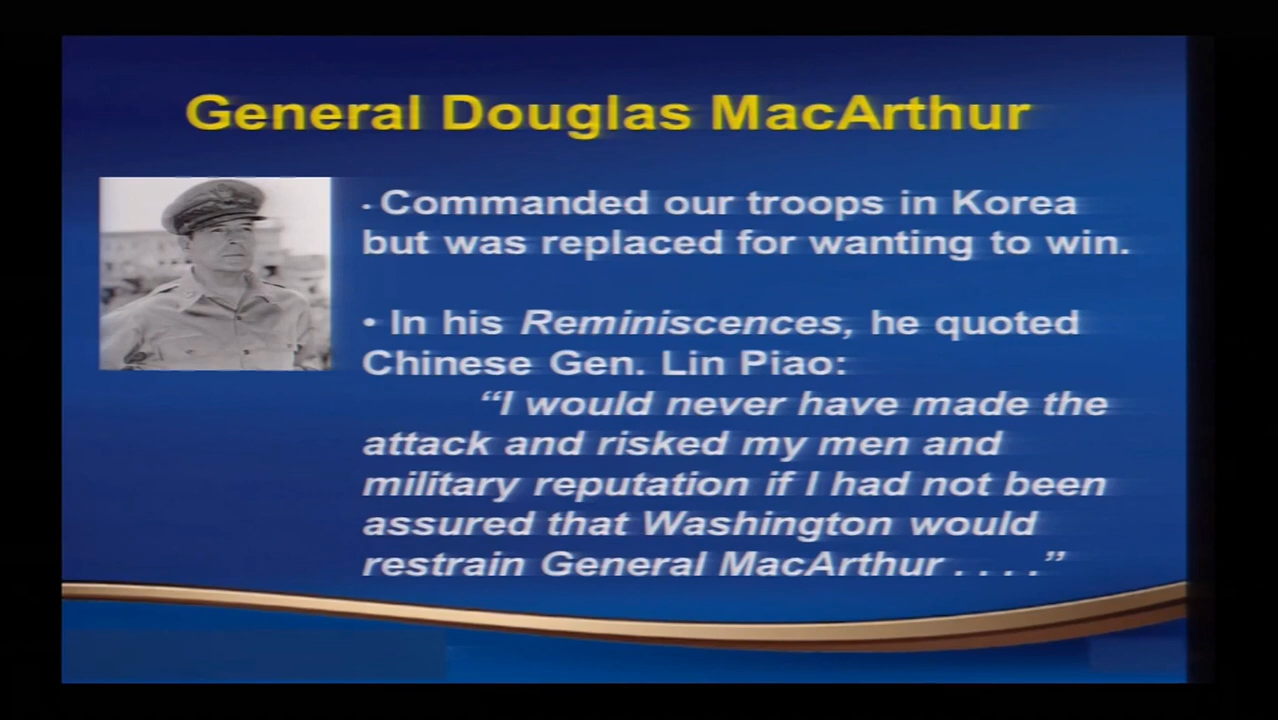 General Douglas MacArthur
· Commanded our troops in Korea
but was replaced for wanting to win.
• In his Reminiscences, he quoted
Chinese Gen. Lin Piao:
“I would never have made the
attack and risked my men and
military reputation if I had not been
assured that Washington would
restrain General MacArthur . . . .”